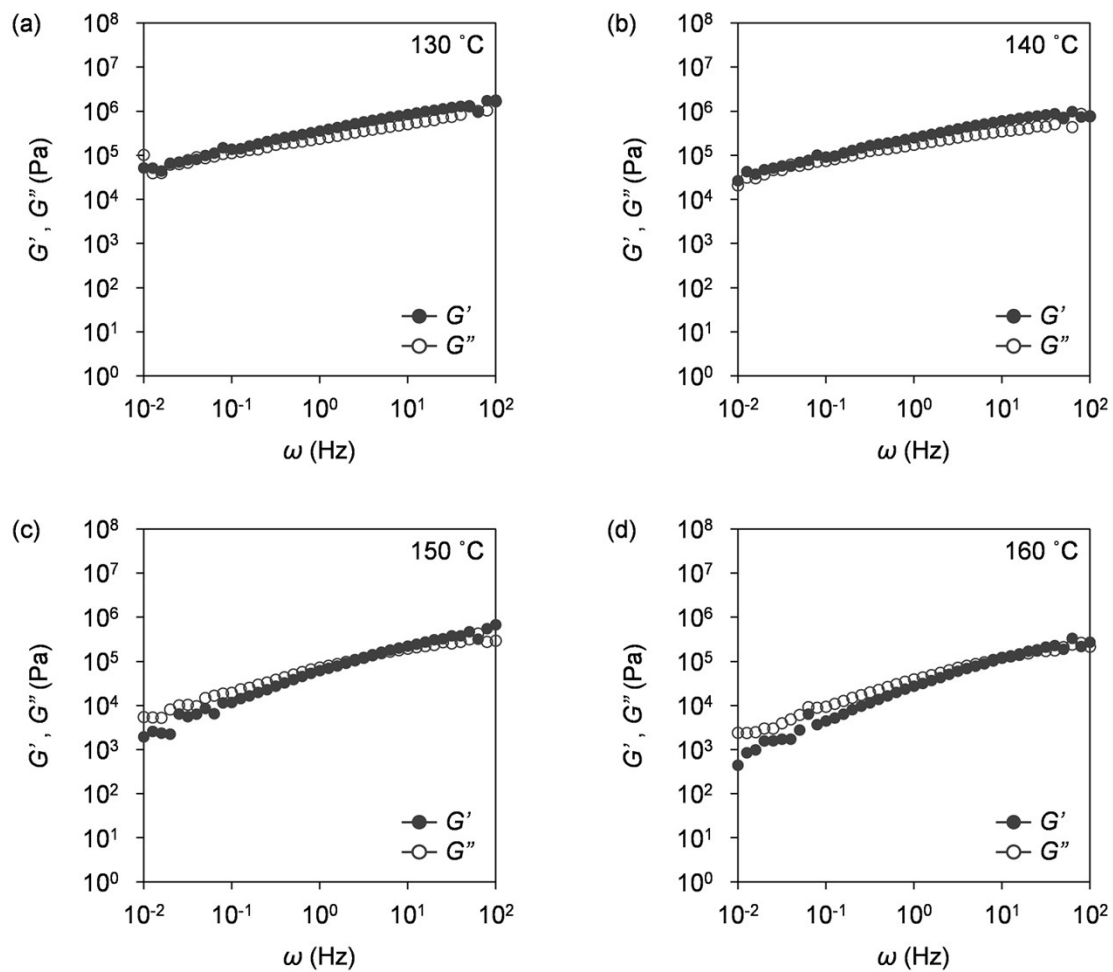 (a)
130 ˚C
10⁸
10⁷
10⁶
10⁵
10⁴
10³
10²
10¹
10⁰
G’ , G” (Pa)
G’
G”
10⁻² 10⁻¹ 10⁰ 10¹ 10²
ω (Hz)
(b)
140 ˚C
10⁸
10⁷
10⁶
10⁵
10⁴
10³
10²
10¹
10⁰
G’ , G” (Pa)
G’
G”
10⁻² 10⁻¹ 10⁰ 10¹ 10²
ω (Hz)
(c)
150 ˚C
10⁸
10⁷
10⁶
10⁵
10⁴
10³
10²
10¹
10⁰
G’ , G” (Pa)
G’
G”
10⁻² 10⁻¹ 10⁰ 10¹ 10²
ω (Hz)
(d)
160 ˚C
10⁸
10⁷
10⁶
10⁵
10⁴
10³
10²
10¹
10⁰
G’ , G” (Pa)
G’
G”
10⁻² 10⁻¹ 10⁰ 10¹ 10²
ω (Hz)